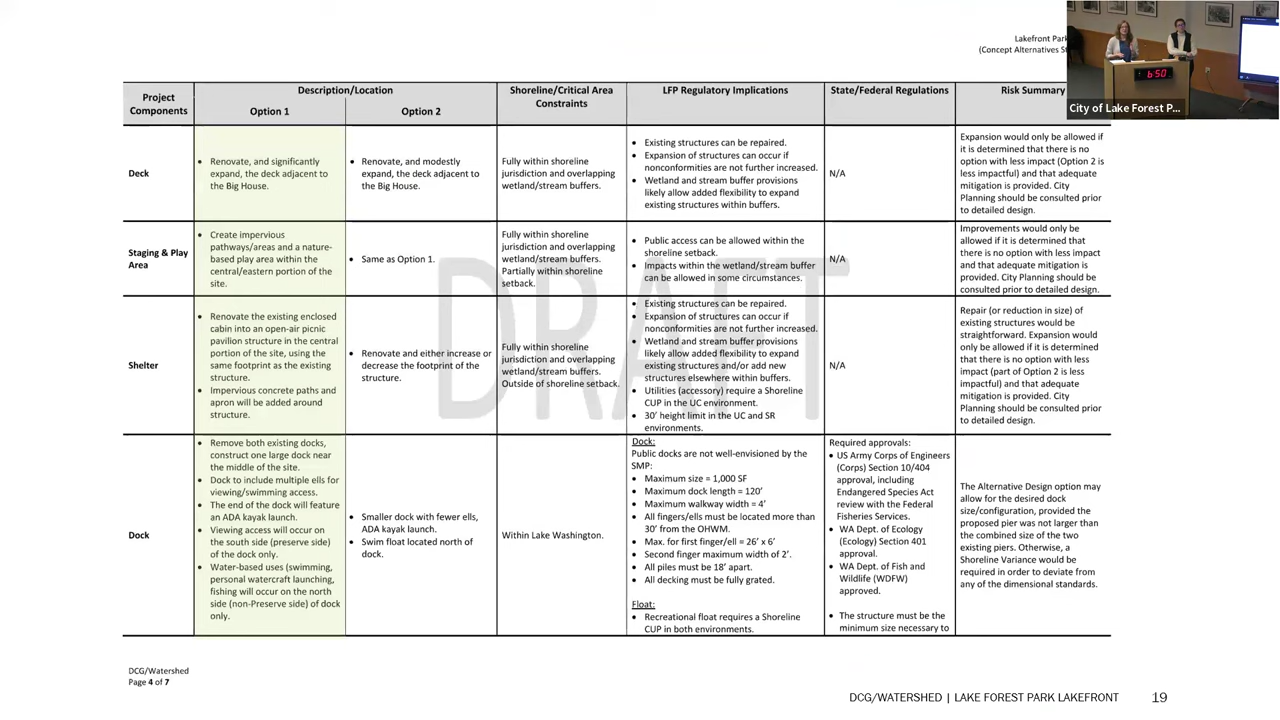 Lakefront Park
(Concept Alternatives St
6:50
City of Lake Forest P...
Project
Components
Description/Location
Option 1
Option 2
Shoreline/Critical Area
Constraints
LFP Regulatory Implications
State/Federal Regulations
Risk Summary
Deck
• Renovate, and significantly
expand, the deck adjacent to
the Big House.
• Renovate, and modestly
expand, the deck adjacent to
the Big House.
Fully within shoreline
jurisdiction and overlapping
wetland/stream buffers.
• Existing structures can be repaired.
• Expansion of structures can occur if
nonconformities are not further increased.
• Wetland and stream buffer provisions
likely allow added flexibility to expand
existing structures within buffers.
N/A
Expansion would only be allowed if
it is determined that there is no
option with less impact (Option 2 is
less impactful) and that adequate
mitigation is provided. City
Planning should be consulted prior
to detailed design.
Staging & Play
Area
• Create impervious
pathways/areas and a nature-
based play area within the
central/eastern portion of the
site.
• Same as Option 1.
Fully within shoreline
jurisdiction and overlapping
wetland/stream buffers.
Partially within shoreline
setback.
• Public access can be allowed within the
shoreline setback.
• Impacts within the wetland/stream buffer
can be allowed in some circumstances.
N/A
Improvements would only be
allowed if it is determined that
there is no option with less impact
and that adequate mitigation is
provided. City Planning should be
consulted prior to detailed design.
Shelter
• Renovate the existing enclosed
cabin into an open-air picnic
pavilion structure in the central
portion of the site, using the
same footprint as the existing
structure.
• Impervious concrete paths and
apron will be added around
structure.
• Renovate and either increase or
decrease the footprint of the
structure.
Fully within shoreline
jurisdiction and overlapping
wetland/stream buffers.
Outside of shoreline setback.
• Existing structures can be repaired.
• Expansion of structures can occur if
nonconformities are not further increased.
• Wetland and stream buffer provisions
likely allow added flexibility to expand
existing structures and/or add new
structures elsewhere within buffers.
• Utilities (accessory) require a Shoreline
CUP in the UC environment.
• 30' height limit in the UC and SR
environments.
N/A
Repair (or reduction in size) of
existing structures would be
straightforward. Expansion would
only be allowed if it is determined
that there is no option with less
impact (part of Option 2 is less
impactful) and that adequate
mitigation is provided. City
Planning should be consulted prior
to detailed design.
Dock
• Remove both existing docks,
construct one large dock near
the middle of the site.
• Dock to include multiple ells for
viewing/swimming access.
• The end of the dock will feature
an ADA kayak launch.
• Viewing access will occur on
the south side (preserve side)
of the dock only.
• Water-based uses (swimming,
personal watercraft launching,
fishing will occur on the north
side (non-Preserve side) of dock
only.
• Smaller dock with fewer ells,
ADA kayak launch.
• Swim float located north of
dock.
Within Lake Washington.
Dock:
Public docks are not well-envisioned by the
SMP:
• Maximum size = 1,000 SF
• Maximum dock length = 120'
• Maximum walkway width = 4'
• All fingers/ells must be located more than
30' from the OHWM.
• Max. for first finger/ell = 26' x 6'
• Second finger maximum width of 2'.
• All piles must be 18' apart.
• All decking must be fully grated.
Float:
• Recreational float requires a Shoreline
CUP in both environments.
Required approvals:
• US Army Corps of Engineers
(Corps) Section 10/404
approval, including
Endangered Species Act
review with the Federal
Fisheries Services.
• WA Dept. of Ecology
(Ecology) Section 401
approval.
• WA Dept. of Fish and
Wildlife (WDFW)
approved.
• The structure must be the
minimum size necessary to
The Alternative Design option may
allow for the desired dock
size/configuration, provided the
proposed pier was not larger than
the combined size of the two
existing piers. Otherwise, a
Shoreline Variance would be
required in order to deviate from
any of the dimensional standards.
DRAFT
DCG/Watershed
Page 4 of 7
DCG/WATERSHED | LAKE FOREST PARK LAKEFRONT 19